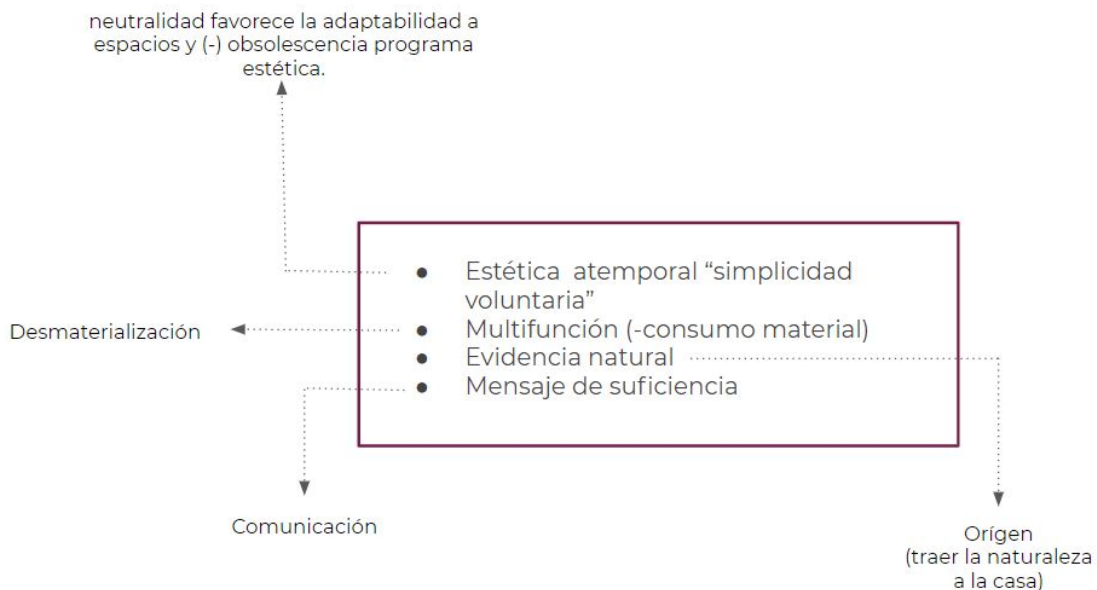 neutralidad favorece la adaptabilidad a
espacios y (-) obsolescencia programa
estética.
● Estética atemporal “simplicidad
voluntaria”
● Multifunción (-consumo material)
● Evidencia natural
● Mensaje de suficiencia
Desmaterialización
Comunicación
Orígen
(traer la naturaleza
a la casa)